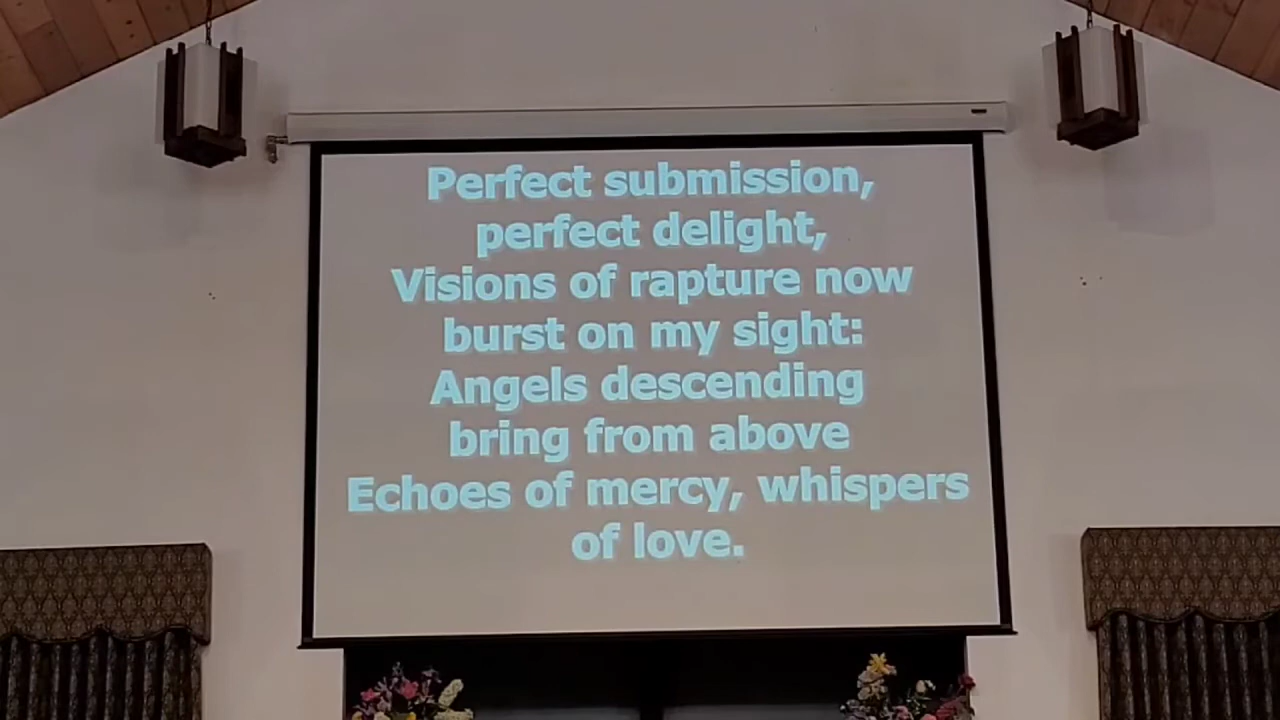 Perfect submission,
perfect delight,
Visions of rapture now
burst on my sight:
Angels descending
bring from above
Echoes of mercy, whispers
of love.